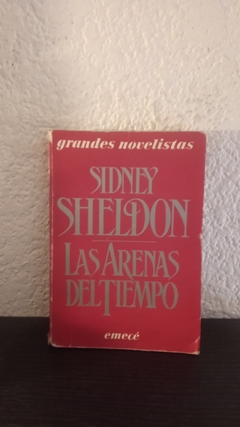 grandes novelistas
SIDNEY
SHELDON
LAS ARENAS
DEL TIEMPO
emecé